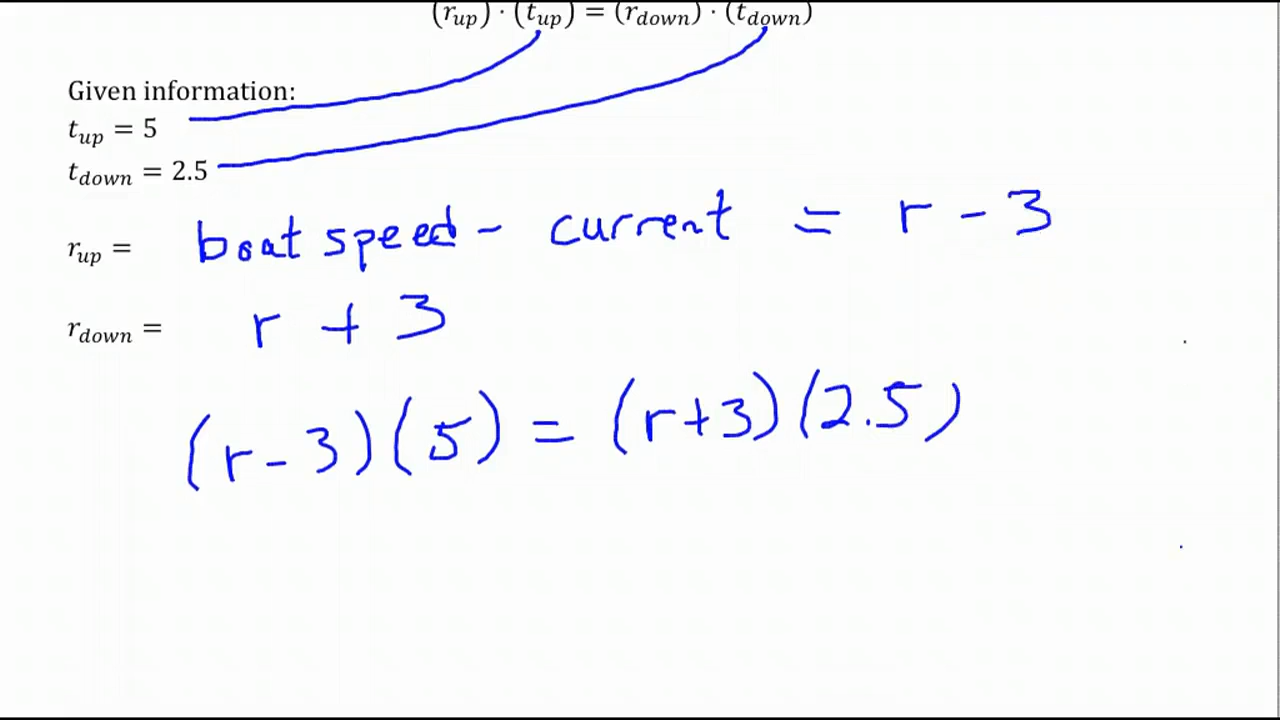 (r_up) · (t_up) = (r_down) · (t_down)
Given information:
t_up = 5
t_down = 2.5
r_up = boat speed - current = r - 3
r_down = r + 3
(r - 3)(5) = (r+3)(2.5)